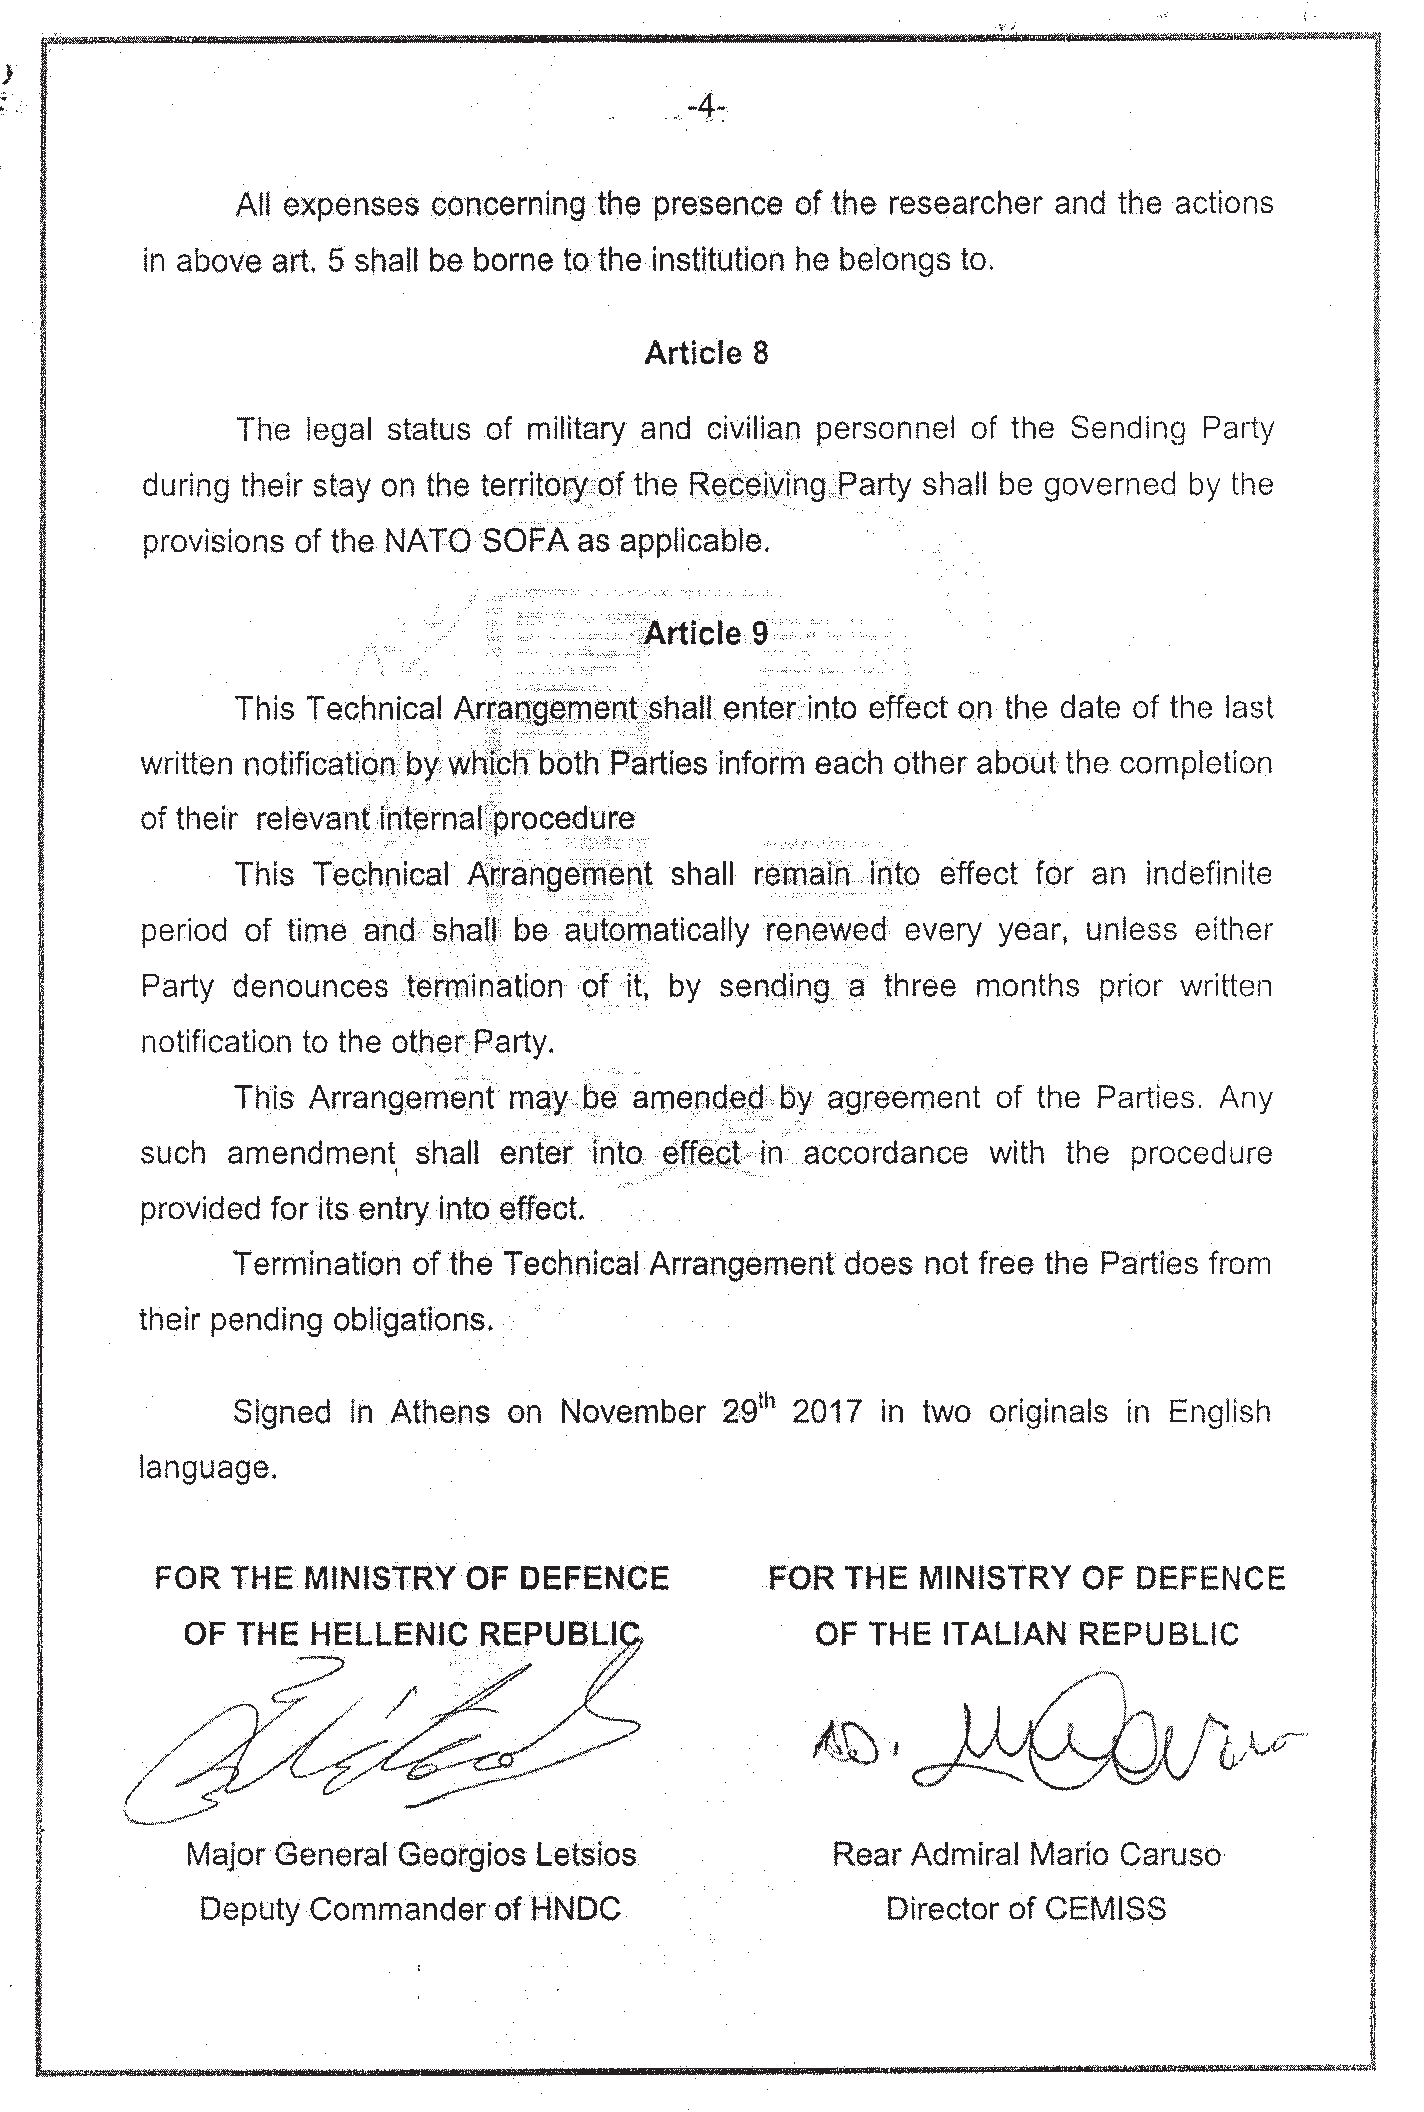 -4-
All expenses concerning the presence of the researcher and the actions
in above art. 5 shall be borne to the institution he belongs to.
Article 8
The legal status of military and civilian personnel of the Sending Party
during their stay on the territory of the Receiving Party shall be governed by the
provisions of the NATO SOFA as applicable.
Article 9
This Technical Arrangement shall enter into effect on the date of the last
written notification by which both Parties inform each other about the completion
of their relevant internal procedure
This Technical Arrangement shall remain into effect for an indefinite
period of time and shall be automatically renewed every year, unless either
Party denounces termination of it, by sending a three months prior written
notification to the other Party.
This Arrangement may be amended by agreement of the Parties. Any
such amendment shall enter into effect in accordance with the procedure
provided for its entry into effect.
Termination of the Technical Arrangement does not free the Parties from
their pending obligations.
Signed in Athens on November 29th 2017 in two originals in English
language.
FOR THE MINISTRY OF DEFENCE
OF THE HELLENIC REPUBLIC
Major General Georgios Letsios
Deputy Commander of HNDC
FOR THE MINISTRY OF DEFENCE
OF THE ITALIAN REPUBLIC
Rear Admiral Mario Caruso
Director of CEMISS